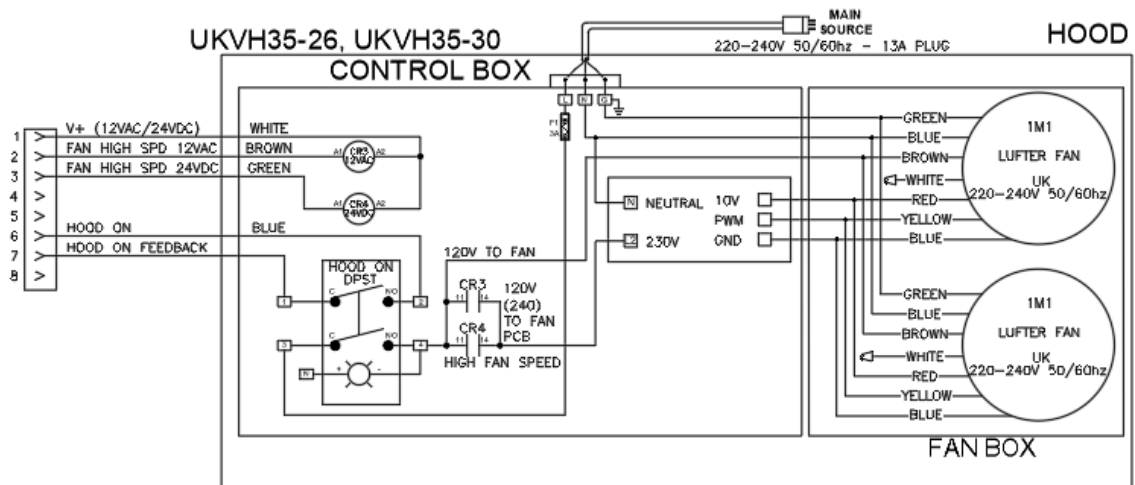 MAIN
SOURCE
UKVH35-26, UKVH35-30
220-240V 50/60hz - 13A PLUG
HOOD
CONTROL BOX
L N G
F1
3A
1 V+ (12VAC/24VDC) WHITE
2 FAN HIGH SPD 12VAC BROWN
A1 CR3 A2
12VAC
3 FAN HIGH SPD 24VDC GREEN
A1 CR4 A2
24VDC
4
5
6 HOOD ON BLUE
7 HOOD ON FEEDBACK
8
N NEUTRAL 10V
PWM
2 230V GND
120V TO FAN
HOOD ON
DPST
1 C NO 2
CR3
11 14
120V
(240)
TO FAN
PCB
3 C NO 4
CR4
11 14
HIGH FAN SPEED
N + -
GREEN
BLUE
BROWN
WHITE
RED
YELLOW
BLUE
1M1
LUFTER FAN
UK
220-240V 50/60hz
GREEN
BLUE
BROWN
WHITE
RED
YELLOW
BLUE
1M1
LUFTER FAN
UK
220-240V 50/60hz
FAN BOX